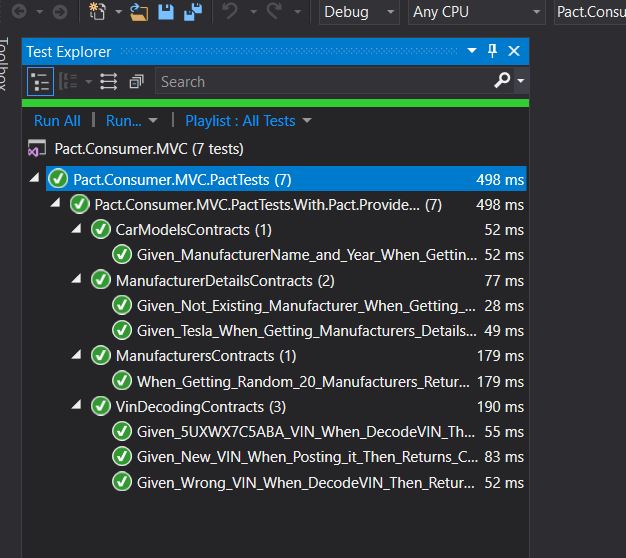 Debug Any CPU Pact.Consu
Toolbox
Test Explorer
Search
Run All | Run... | Playlist : All Tests
Pact.Consumer.MVC (7 tests)
Pact.Consumer.MVC.PactTests (7) 498 ms
Pact.Consumer.MVC.PactTests.With.Pact.Provide... (7) 498 ms
CarModelsContracts (1) 52 ms
Given_ManufacturerName_and_Year_When_Gettin... 52 ms
ManufacturerDetailsContracts (2) 77 ms
Given_Not_Existing_Manufacturer_When_Getting_... 28 ms
Given_Tesla_When_Getting_Manufacturers_Details... 49 ms
ManufacturersContracts (1) 179 ms
When_Getting_Random_20_Manufacturers_Retur... 179 ms
VinDecodingContracts (3) 190 ms
Given_5UXWX7C5ABA_VIN_When_DecodeVIN_Th... 55 ms
Given_New_VIN_When_Posting_it_Then_Returns_C... 83 ms
Given_Wrong_VIN_When_DecodeVIN_Then_Retur... 52 ms